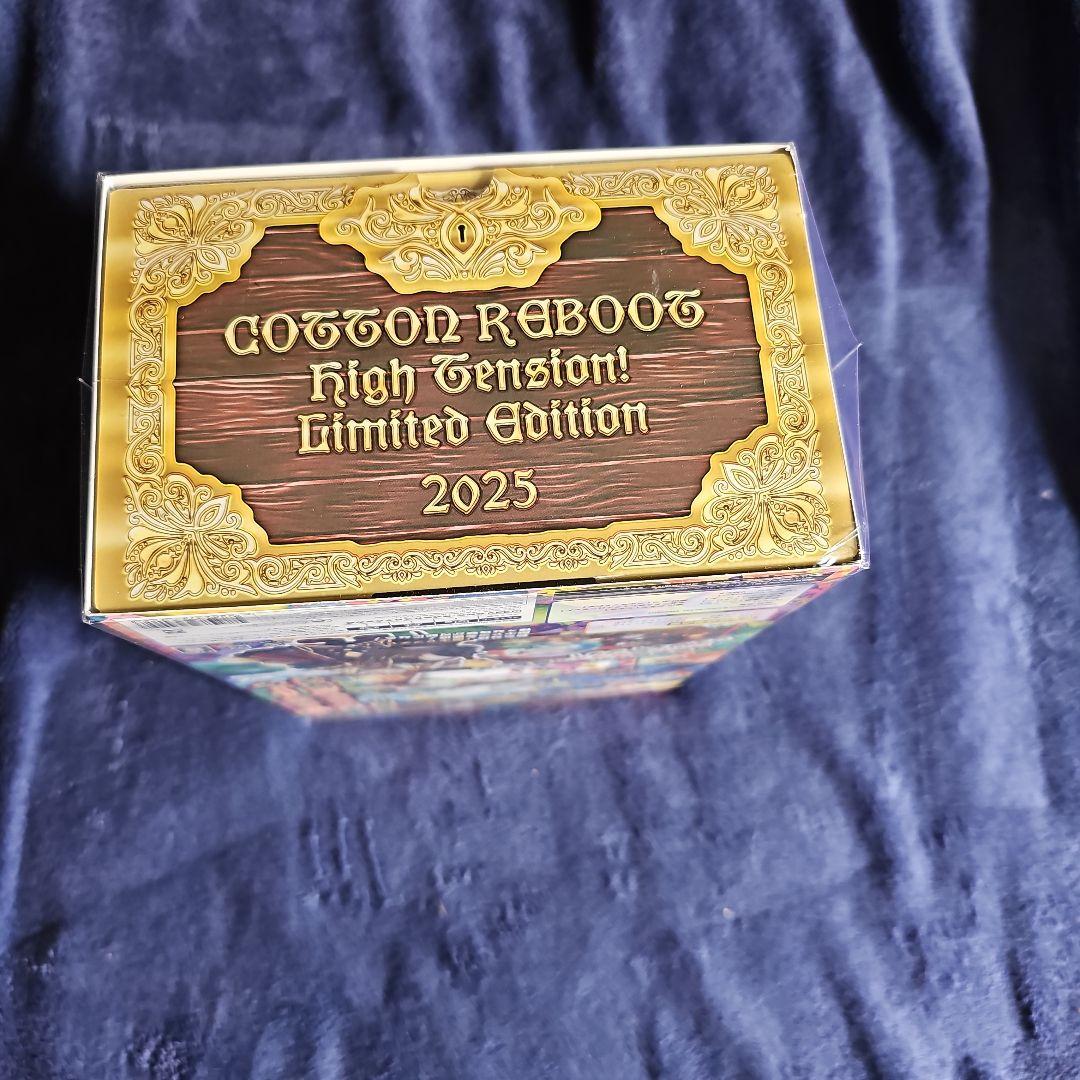 COTTON REBOOT
High Tension!
Limited Edition
2025